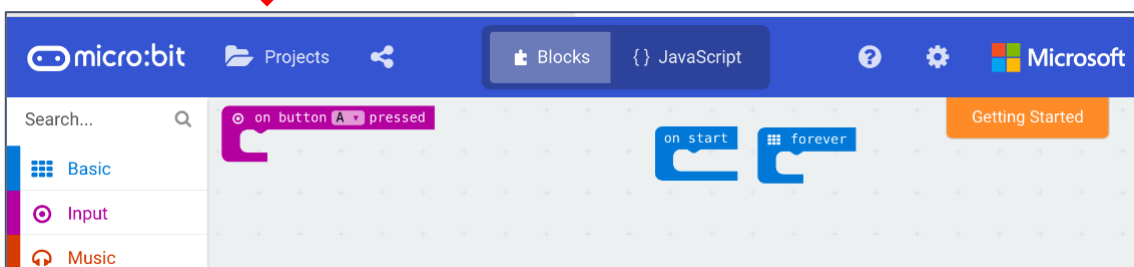 micro:bit Projects Blocks {} JavaScript ? Microsoft
Search... on button A pressed Getting Started
on start forever
Basic
Input
Music